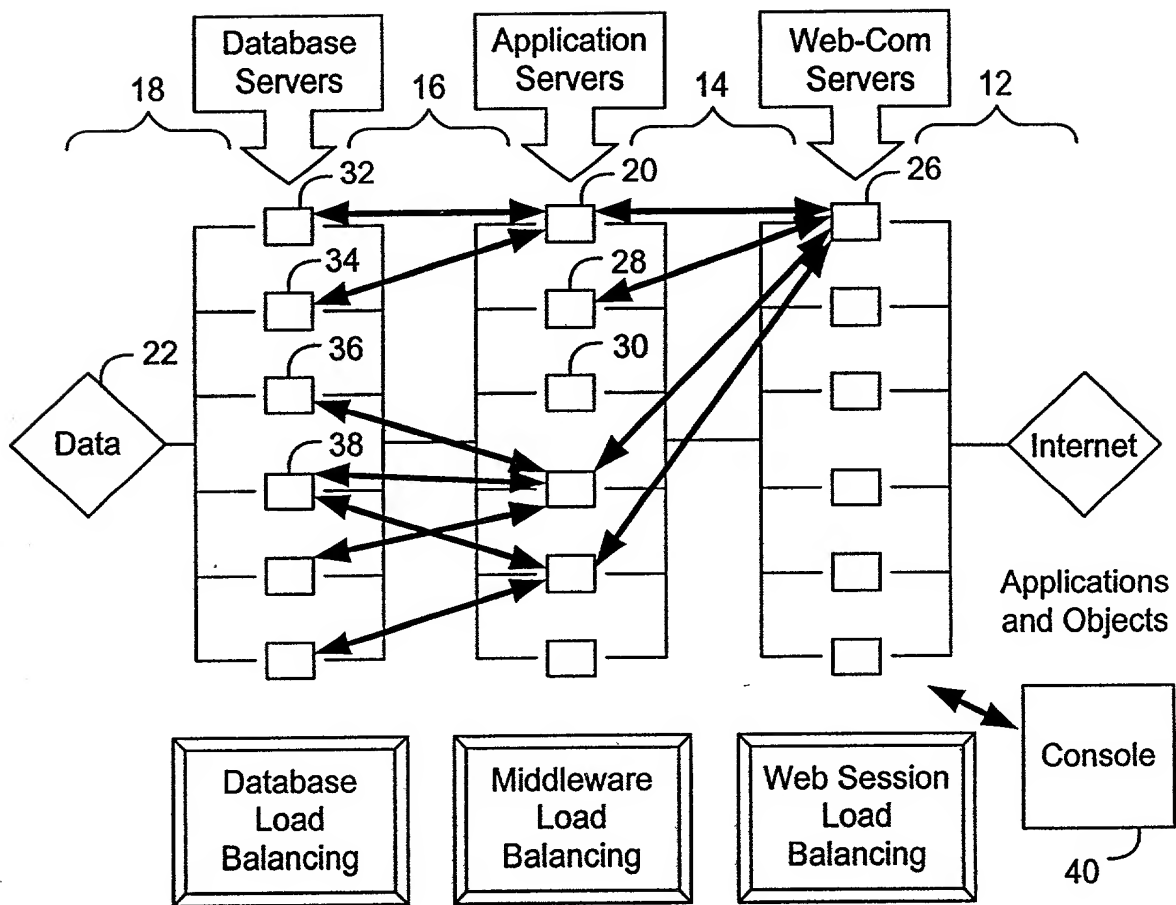 Database
Servers
Application
Servers
Web-Com
Servers
18
16
14
12
32
20
26
34
28
36
30
22
Data
38
Internet
Applications
and Objects
Database
Load
Balancing
Middleware
Load
Balancing
Web Session
Load
Balancing
Console
40